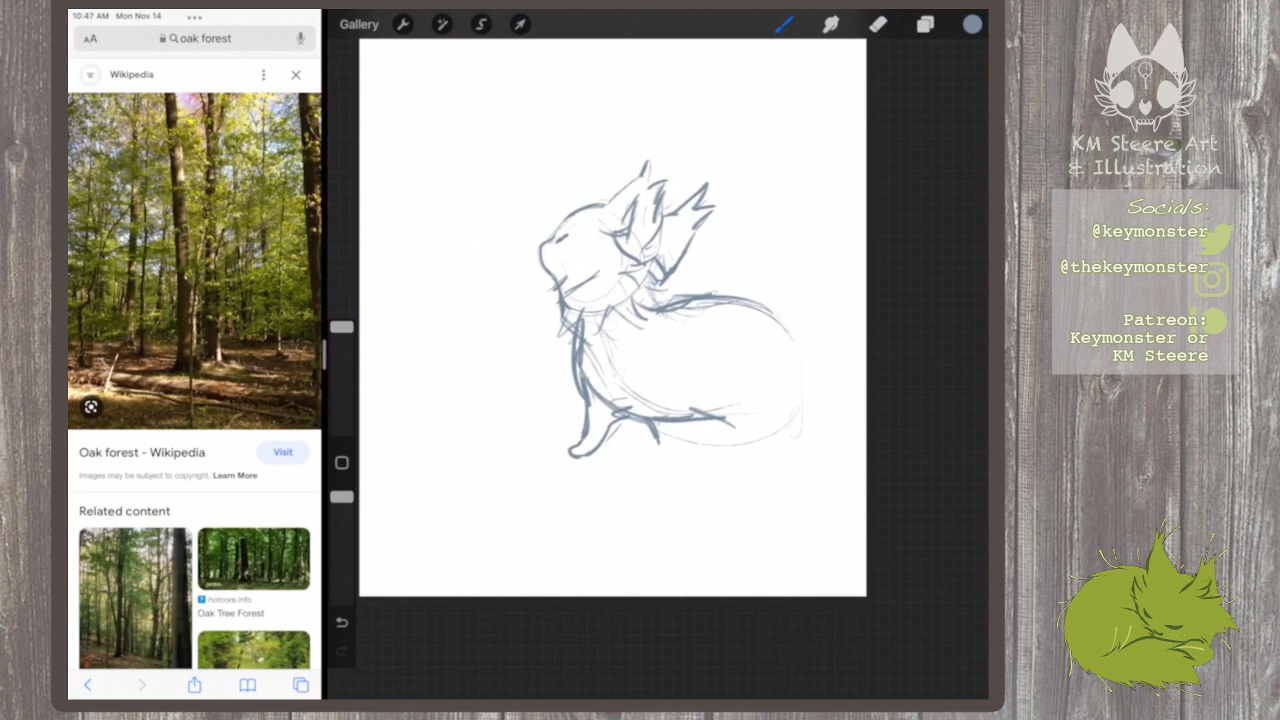 10:47 AM Mon Nov 14
AA
oak forest
W
Wikipedia
Oak forest - Wikipedia
Visit
Images may be subject to copyright. Learn More
Related content
hotcore.info
Oak Tree Forest
Gallery
KM Steere Art
& Illustration
Socials:
@keymonster
@thekeymonster
Patreon:
Keymonster or
KM Steere